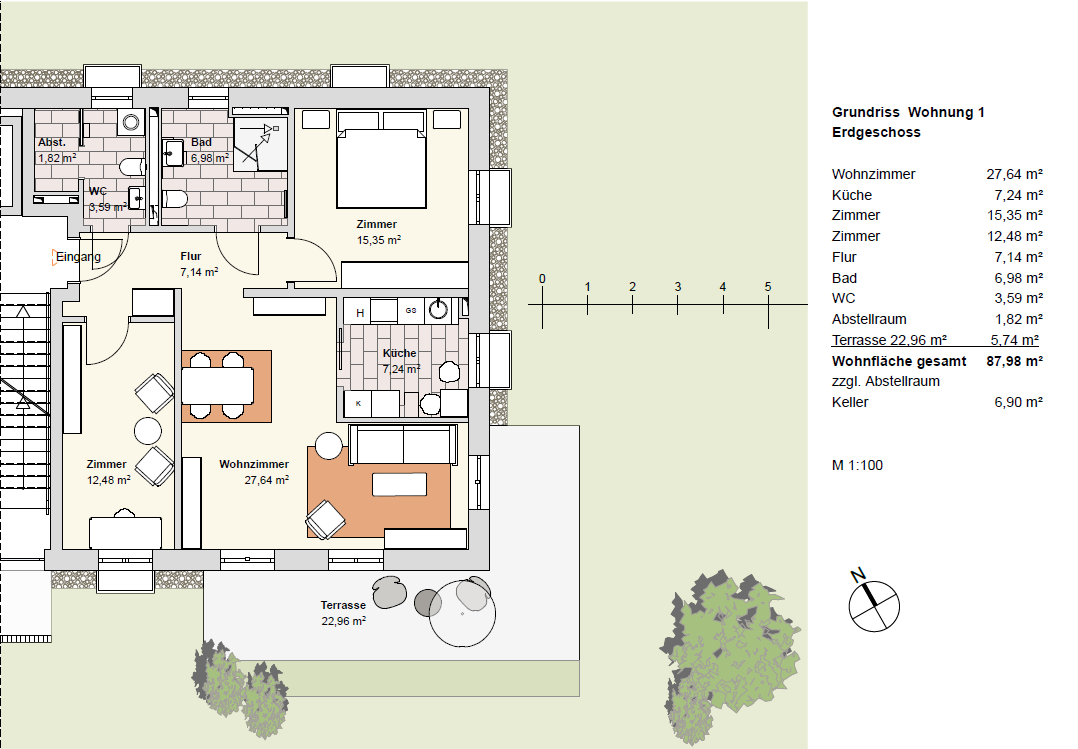 Grundriss Wohnung 1
Erdgeschoss
Wohnzimmer 27,64 m²
Küche 7,24 m²
Zimmer 15,35 m²
Zimmer 12,48 m²
Flur 7,14 m²
Bad 6,98 m²
WC 3,59 m²
Abstellraum 1,82 m²
Terrasse 22,96 m² 5,74 m²
Wohnfläche gesamt 87,98 m²
zzgl. Abstellraum
Keller 6,90 m²
M 1:100
N
Abst.
1,82 m²
WC
3,59 m²
Bad
6,98 m²
Zimmer
15,35 m²
Eingang
Flur
7,14 m²
0 1 2 3 4 5
H GS
Küche
7,24 m²
K
Zimmer
12,48 m²
Wohnzimmer
27,64 m²
Terrasse
22,96 m²